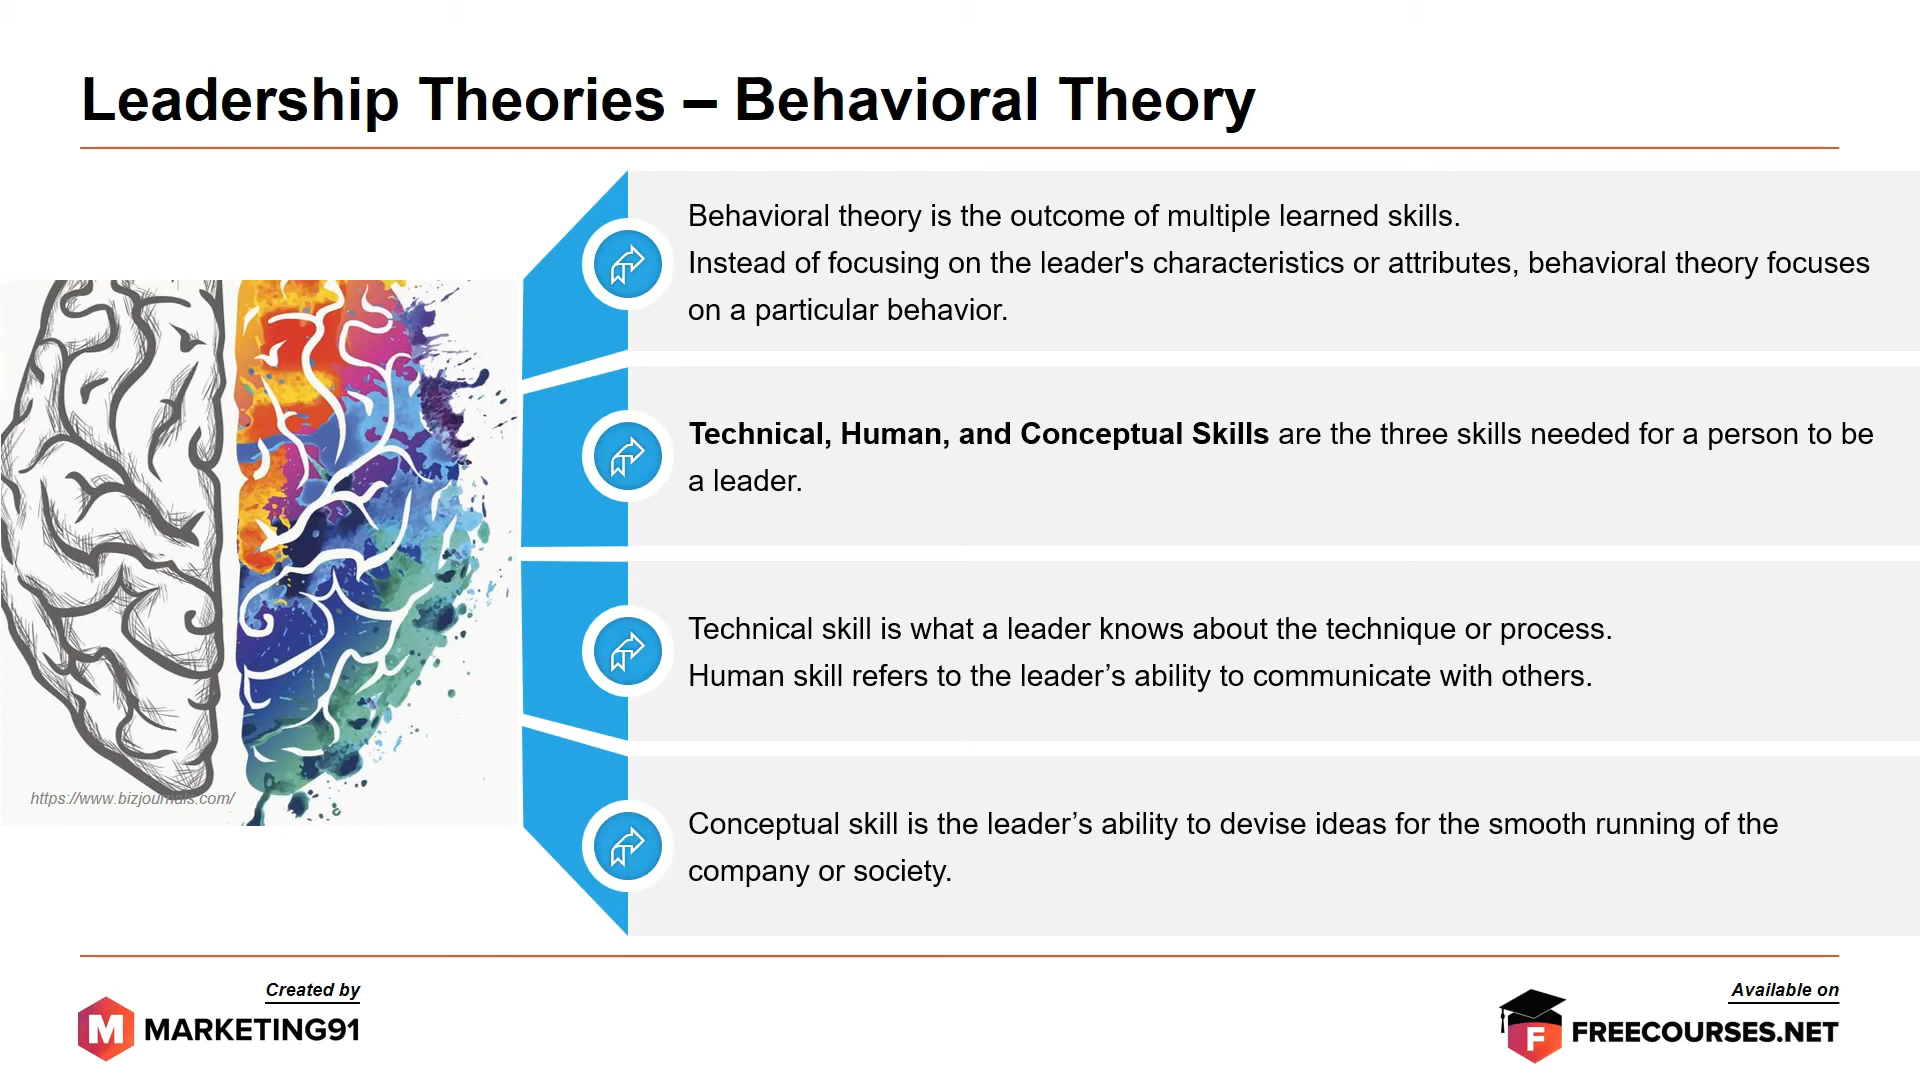 Leadership Theories – Behavioral Theory
Behavioral theory is the outcome of multiple learned skills.
Instead of focusing on the leader's characteristics or attributes, behavioral theory focuses
on a particular behavior.
Technical, Human, and Conceptual Skills are the three skills needed for a person to be
a leader.
Technical skill is what a leader knows about the technique or process.
Human skill refers to the leader’s ability to communicate with others.
Conceptual skill is the leader’s ability to devise ideas for the smooth running of the
company or society.
https://www.bizjournals.com/
Created by
M MARKETING91
Available on
F FREECOURSES.NET